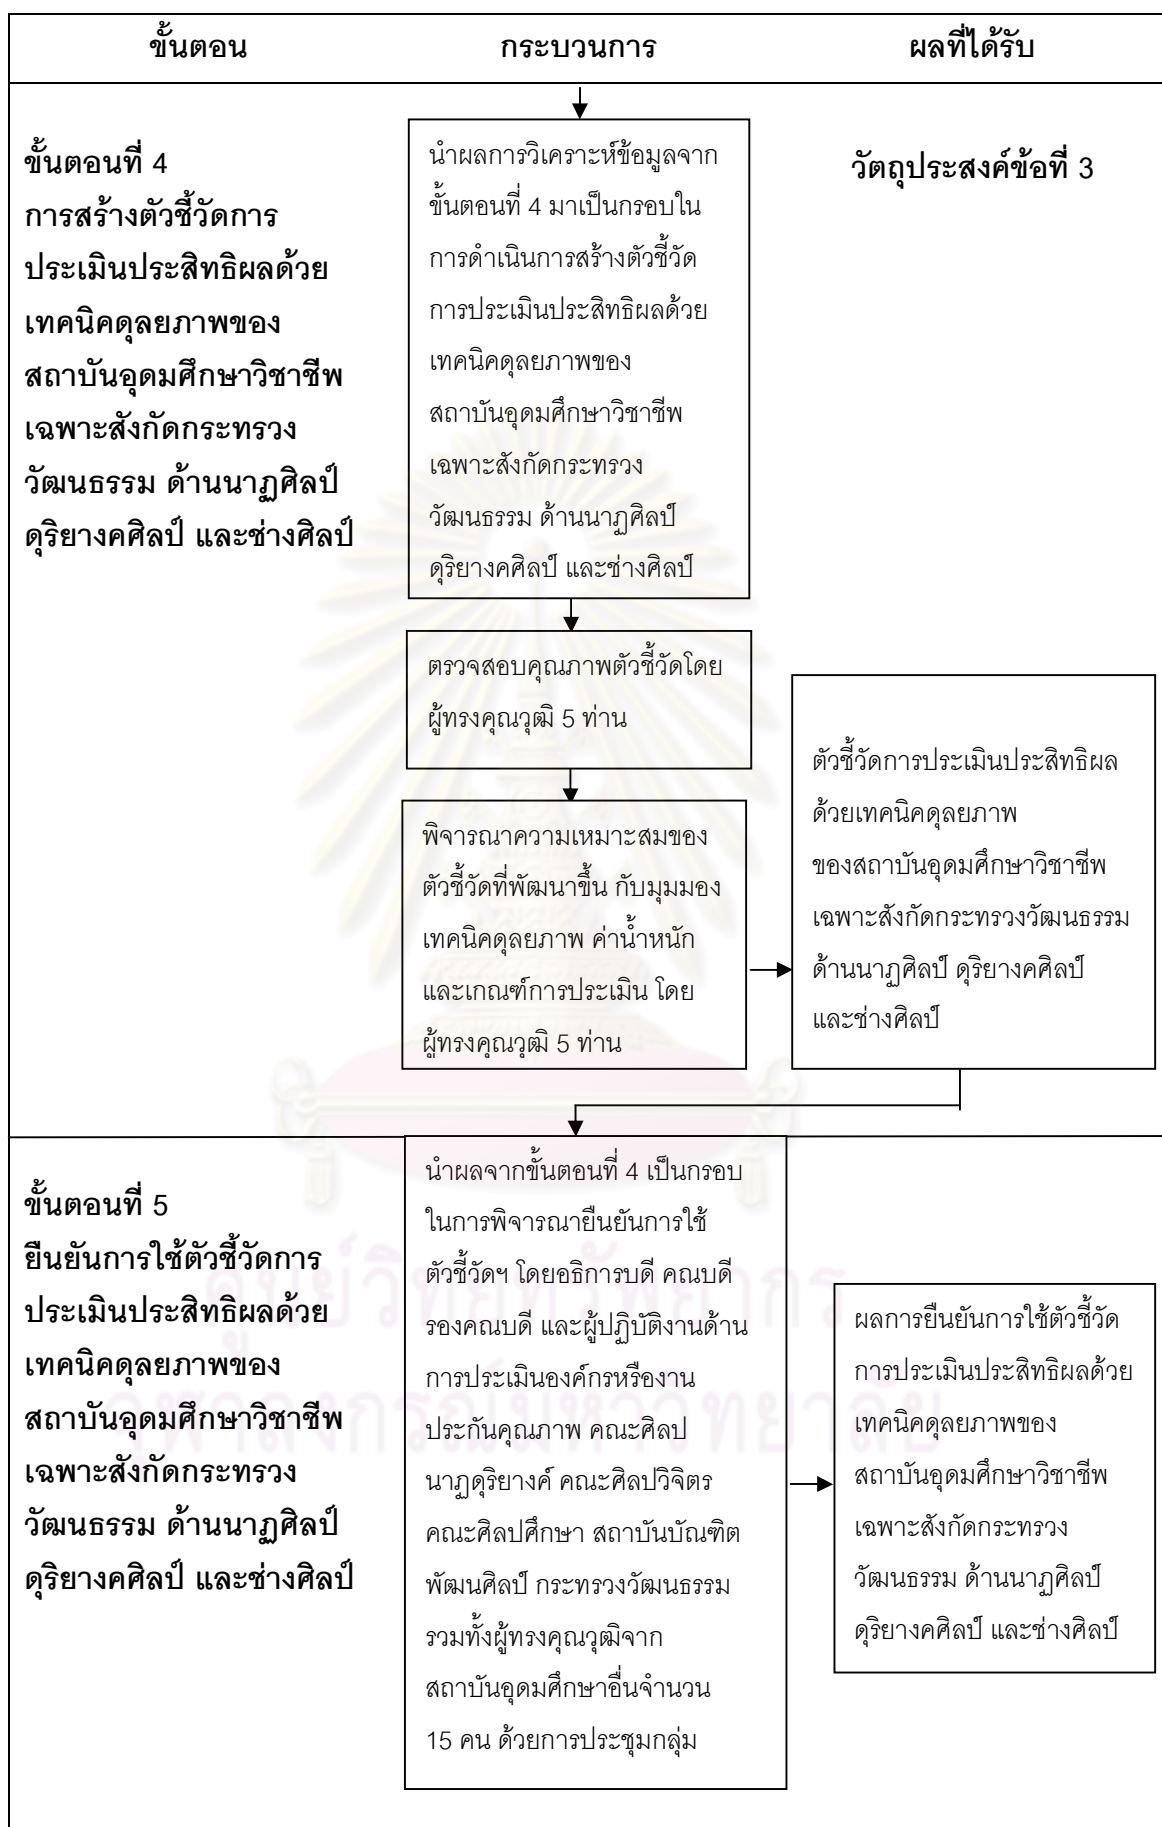 ขั้นตอน กระบวนการ ผลที่ได้รับ
ขั้นตอนที่ 4
การสร้างตัวชี้วัดการ
ประเมินประสิทธิผลด้วย
เทคนิคดุลยภาพของ
สถาบันอุดมศึกษาวิชาชีพ
เฉพาะสังกัดกระทรวง
วัฒนธรรม ด้านนาฏศิลป์
ดุริยางคศิลป์ และช่างศิลป์
นำผลการวิเคราะห์ข้อมูลจาก
ขั้นตอนที่ 4 มาเป็นกรอบใน
การดำเนินการสร้างตัวชี้วัด
การประเมินประสิทธิผลด้วย
เทคนิคดุลยภาพของ
สถาบันอุดมศึกษาวิชาชีพ
เฉพาะสังกัดกระทรวง
วัฒนธรรม ด้านนาฏศิลป์
ดุริยางคศิลป์ และช่างศิลป์
วัตถุประสงค์ข้อที่ 3
ตรวจสอบคุณภาพตัวชี้วัดโดย
ผู้ทรงคุณวุฒิ 5 ท่าน
พิจารณาความเหมาะสมของ
ตัวชี้วัดที่พัฒนาขึ้น กับมุมมอง
เทคนิคดุลยภาพ ค่าน้ำหนัก
และเกณฑ์การประเมิน โดย
ผู้ทรงคุณวุฒิ 5 ท่าน
ตัวชี้วัดการประเมินประสิทธิผล
ด้วยเทคนิคดุลยภาพ
ของสถาบันอุดมศึกษาวิชาชีพ
เฉพาะสังกัดกระทรวงวัฒนธรรม
ด้านนาฏศิลป์ ดุริยางคศิลป์
และช่างศิลป์
ขั้นตอนที่ 5
ยืนยันการใช้ตัวชี้วัดการ
ประเมินประสิทธิผลด้วย
เทคนิคดุลยภาพของ
สถาบันอุดมศึกษาวิชาชีพ
เฉพาะสังกัดกระทรวง
วัฒนธรรม ด้านนาฏศิลป์
ดุริยางคศิลป์ และช่างศิลป์
นำผลจากขั้นตอนที่ 4 เป็นกรอบ
ในการพิจารณายืนยันการใช้
ตัวชี้วัดฯ โดยอธิการบดี คณบดี
รองคณบดี และผู้ปฏิบัติงานด้าน
การประเมินองค์กรหรืองาน
ประกันคุณภาพ คณะศิลป
นาฏดุริยางค์ คณะศิลปวิจิตร
คณะศิลปศึกษา สถาบันบัณฑิต
พัฒนศิลป์ กระทรวงวัฒนธรรม
รวมทั้งผู้ทรงคุณวุฒิจาก
สถาบันอุดมศึกษาอื่นจำนวน
15 คน ด้วยการประชุมกลุ่ม
ผลการยืนยันการใช้ตัวชี้วัด
การประเมินประสิทธิผลด้วย
เทคนิคดุลยภาพของ
สถาบันอุดมศึกษาวิชาชีพ
เฉพาะสังกัดกระทรวง
วัฒนธรรม ด้านนาฏศิลป์
ดุริยางคศิลป์ และช่างศิลป์
ศูนย์วิทยทรัพยากร
จุฬาลงกรณ์มหาวิทยาลัย